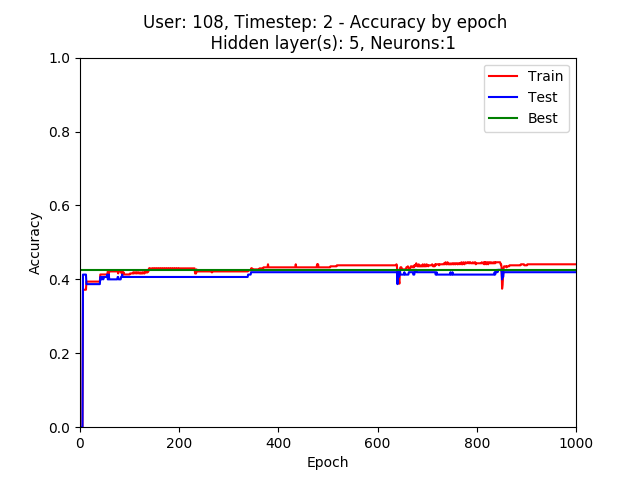 User: 108, Timestep: 2 - Accuracy by epoch
Hidden layer(s): 5, Neurons:1
1.0
0.8
0.6
0.4
0.2
0.0
Accuracy
Train
Test
Best
0 200 400 600 800 1000
Epoch